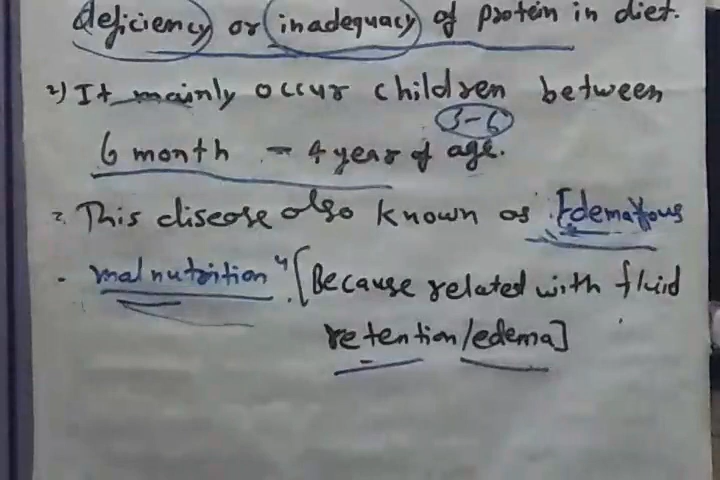 deficiency or inadequacy of protein in diet.
2) It mainly occur children between
3-6
6 month - 4 year of age.
2. This disease also known as "Edematous
- malnutrition" [Because related with fluid
retention/edema]